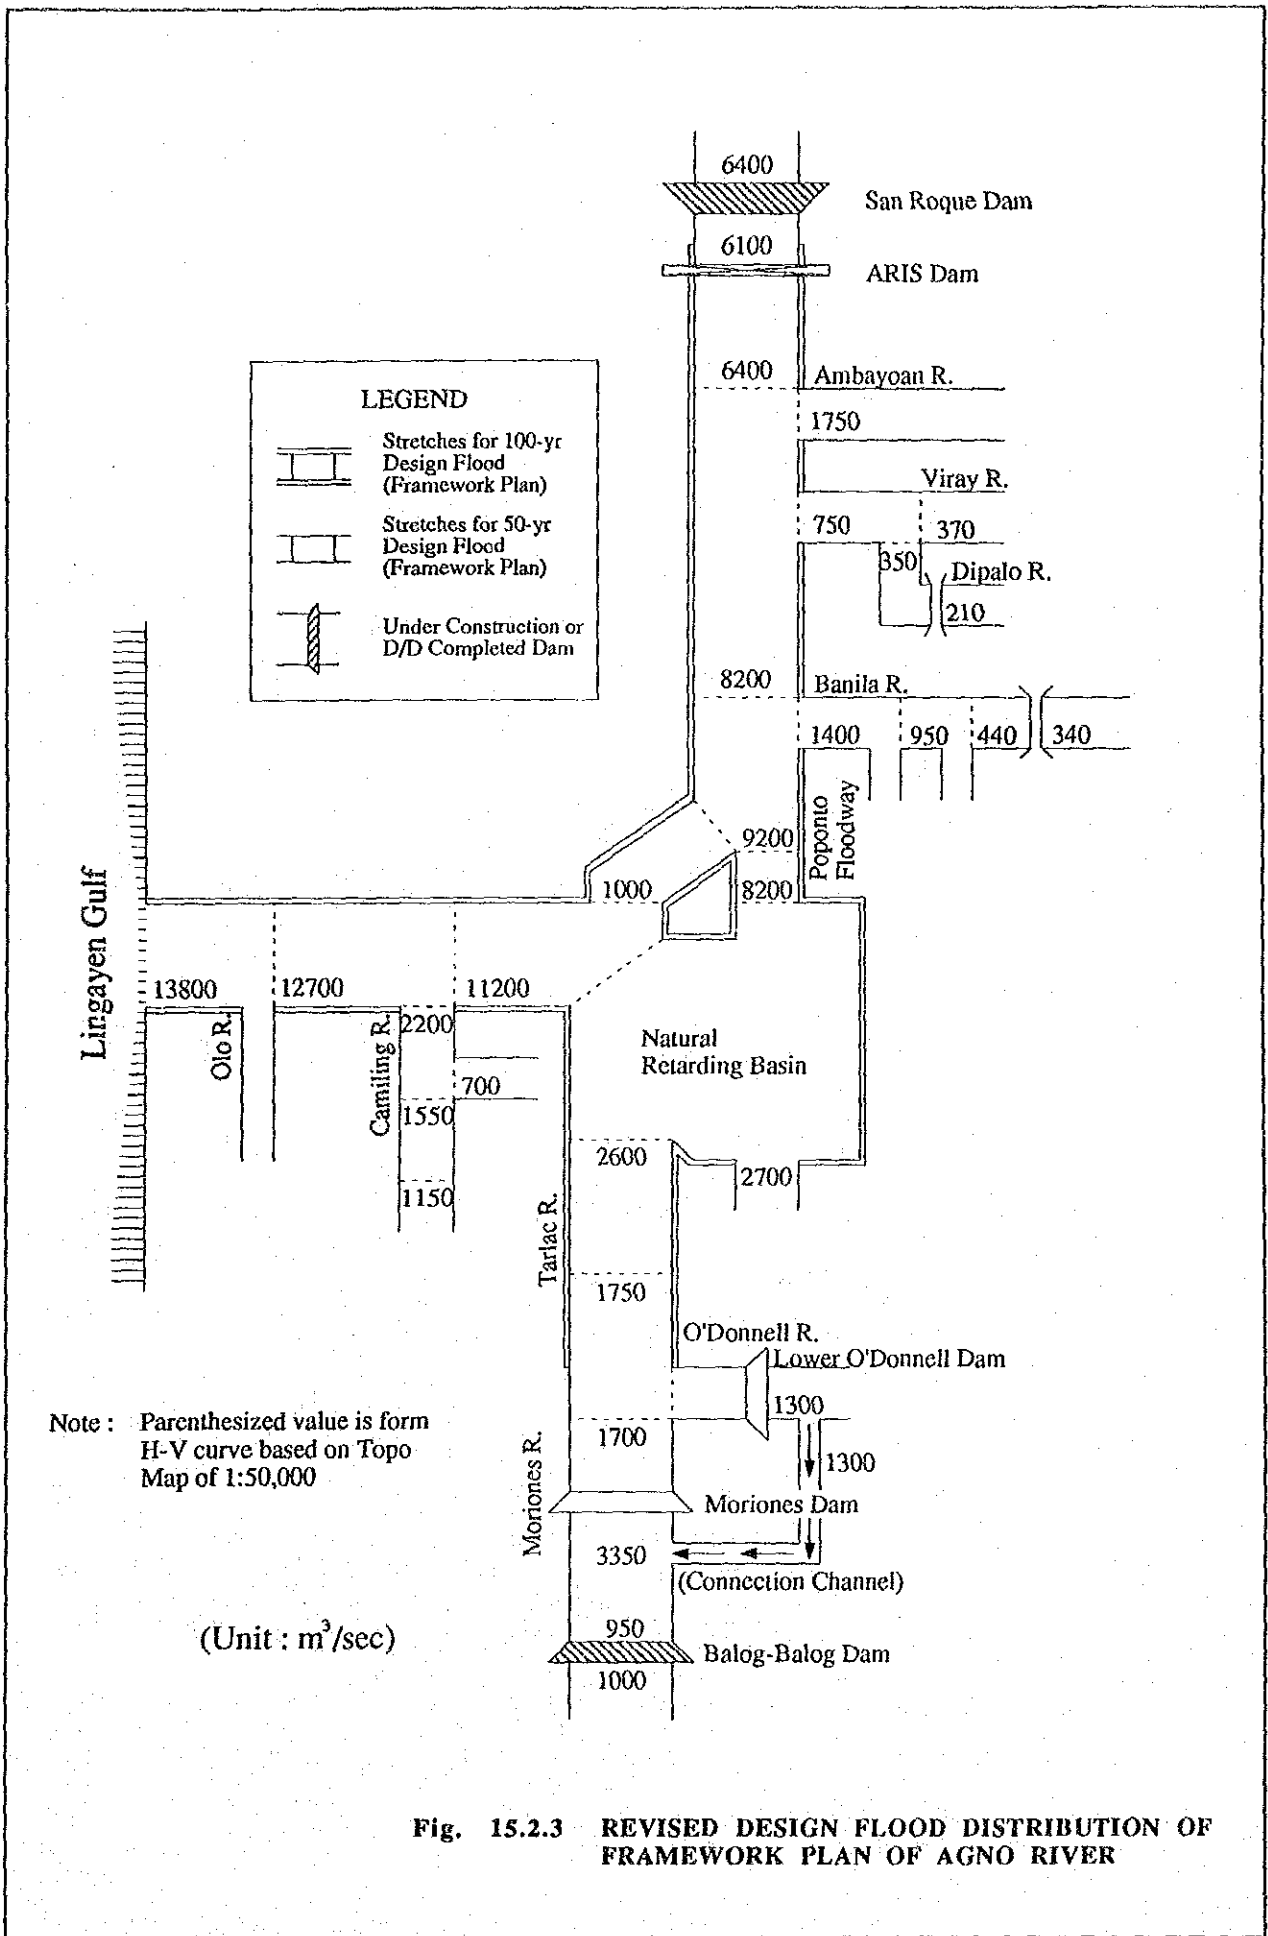 6400
San Roque Dam
6100
ARIS Dam
6400
Ambayoan R.
1750
LEGEND
Stretches for 100-yr
Design Flood
(Framework Plan)
Stretches for 50-yr
Design Flood
(Framework Plan)
Under Construction or
D/D Completed Dam
Viray R.
750
370
350
Dipalo R.
210
8200
Banila R.
1400
950
440
340
Poponto
Floodway
9200
1000
8200
Lingayen Gulf
13800
12700
11200
Olo R.
Camiling R.
2200
700
1550
1150
Natural
Retarding Basin
2600
2700
Tarlac R.
1750
O'Donnell R.
Lower O'Donnell Dam
1300
1700
1300
Note : Parenthesized value is form
H-V curve based on Topo
Map of 1:50,000
Moriones R.
Moriones Dam
3350
(Connection Channel)
(Unit : m³/sec)
950
Balog-Balog Dam
1000
Fig. 15.2.3 REVISED DESIGN FLOOD DISTRIBUTION OF
FRAMEWORK PLAN OF AGNO RIVER